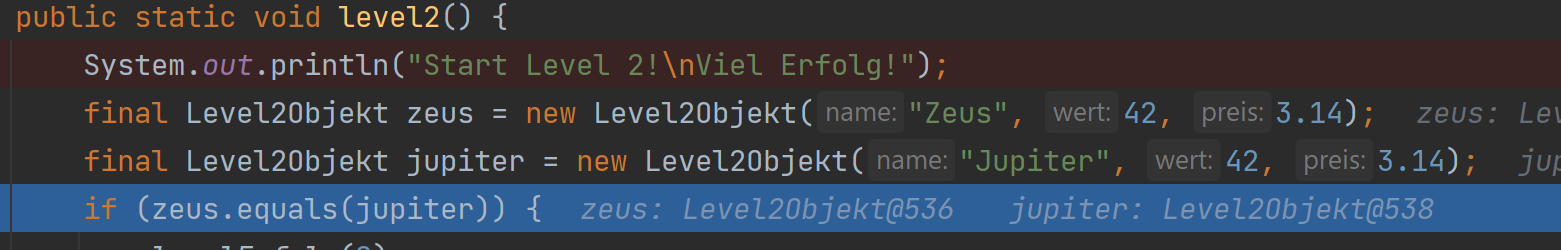 public static void level2() {
System.out.println("Start Level 2!\nViel Erfolg!");
final Level2Objekt zeus = new Level2Objekt( name: "Zeus", wert: 42, preis: 3.14); zeus: Lev
final Level2Objekt jupiter = new Level2Objekt( name: "Jupiter", wert: 42, preis: 3.14); jup
if (zeus.equals(jupiter)) { zeus: Level2Objekt@536 jupiter: Level2Objekt@538